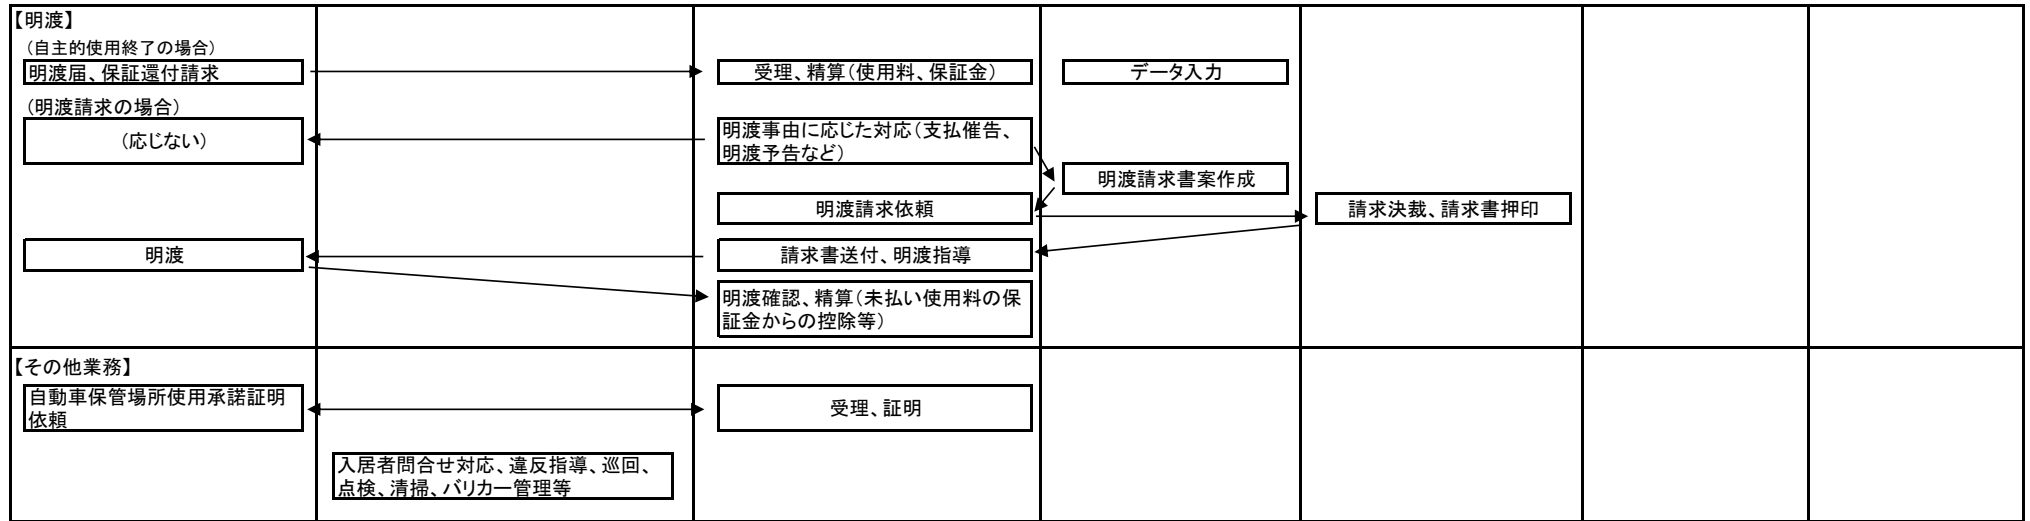 【明渡】
(自主的使用終了の場合)
明渡届、保証還付請求
受理、精算(使用料、保証金)
データ入力
(明渡請求の場合)
(応じない)
明渡事由に応じた対応(支払催告、
明渡予告など)
明渡請求書案作成
明渡請求依頼
請求決裁、請求書押印
明渡
請求書送付、明渡指導
明渡確認、精算(未払い使用料の保
証金からの控除等)
【その他業務】
自動車保管場所使用承諾証明
依頼
受理、証明
入居者問合せ対応、違反指導、巡回、
点検、清掃、バリカー管理等